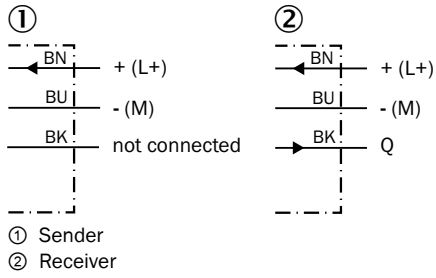 ① ②
BN + (L+) BN + (L+)
BU - (M) BU - (M)
BK not connected BK Q
① Sender
② Receiver